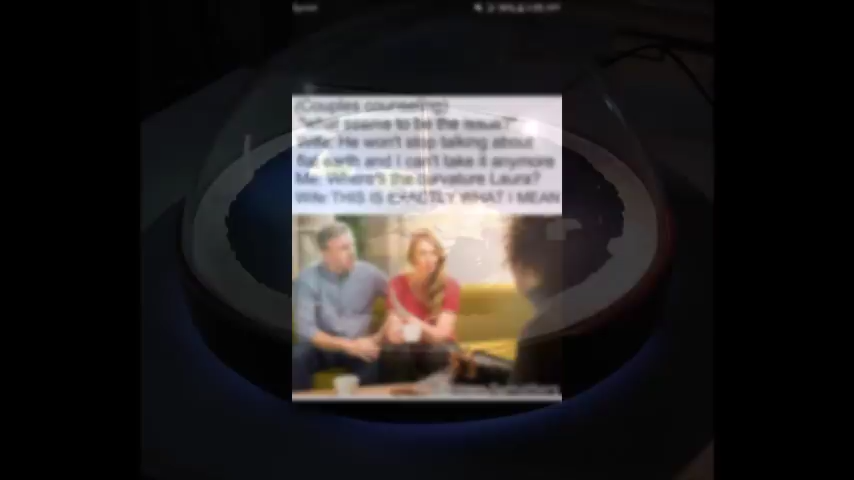 (Couples counseling)
"What seems to be the issue?"
Wife: He won't stop talking about
flat earth and I can't take it anymore
Me: Where's the curvature Laura?
Wife THIS IS EXACTLY WHAT I MEAN